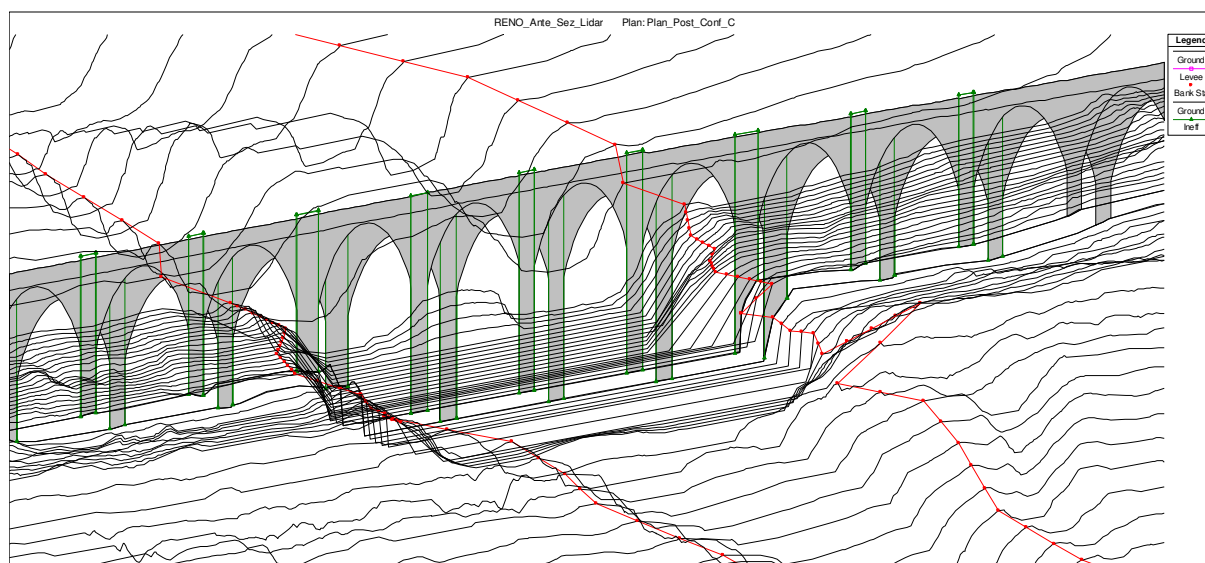 RENO_Ante_Sez_Lidar Plan: Plan_Post_Conf_C
Legend
Ground
Levee
Bank Sta
Ground
Ineff